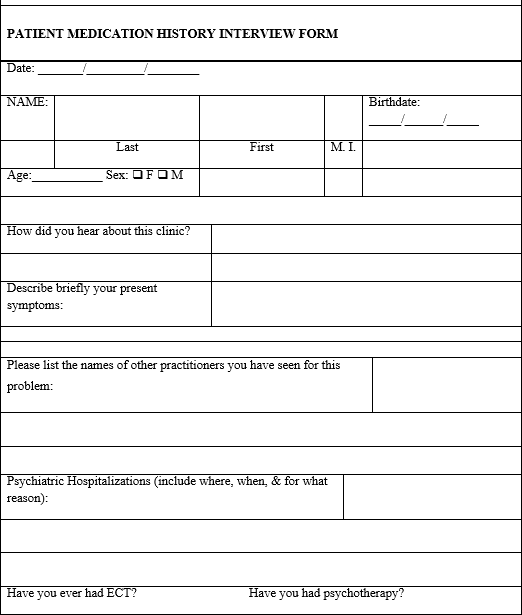 PATIENT MEDICATION HISTORY INTERVIEW FORM
Date: _______/_________/________
NAME: Birthdate:
_____/______/_____
Last First M. I.
Age:___________ Sex: ❑ F ❑ M
How did you hear about this clinic?
Describe briefly your present
symptoms:
Please list the names of other practitioners you have seen for this
problem:
Psychiatric Hospitalizations (include where, when, & for what
reason):
Have you ever had ECT? Have you had psychotherapy?